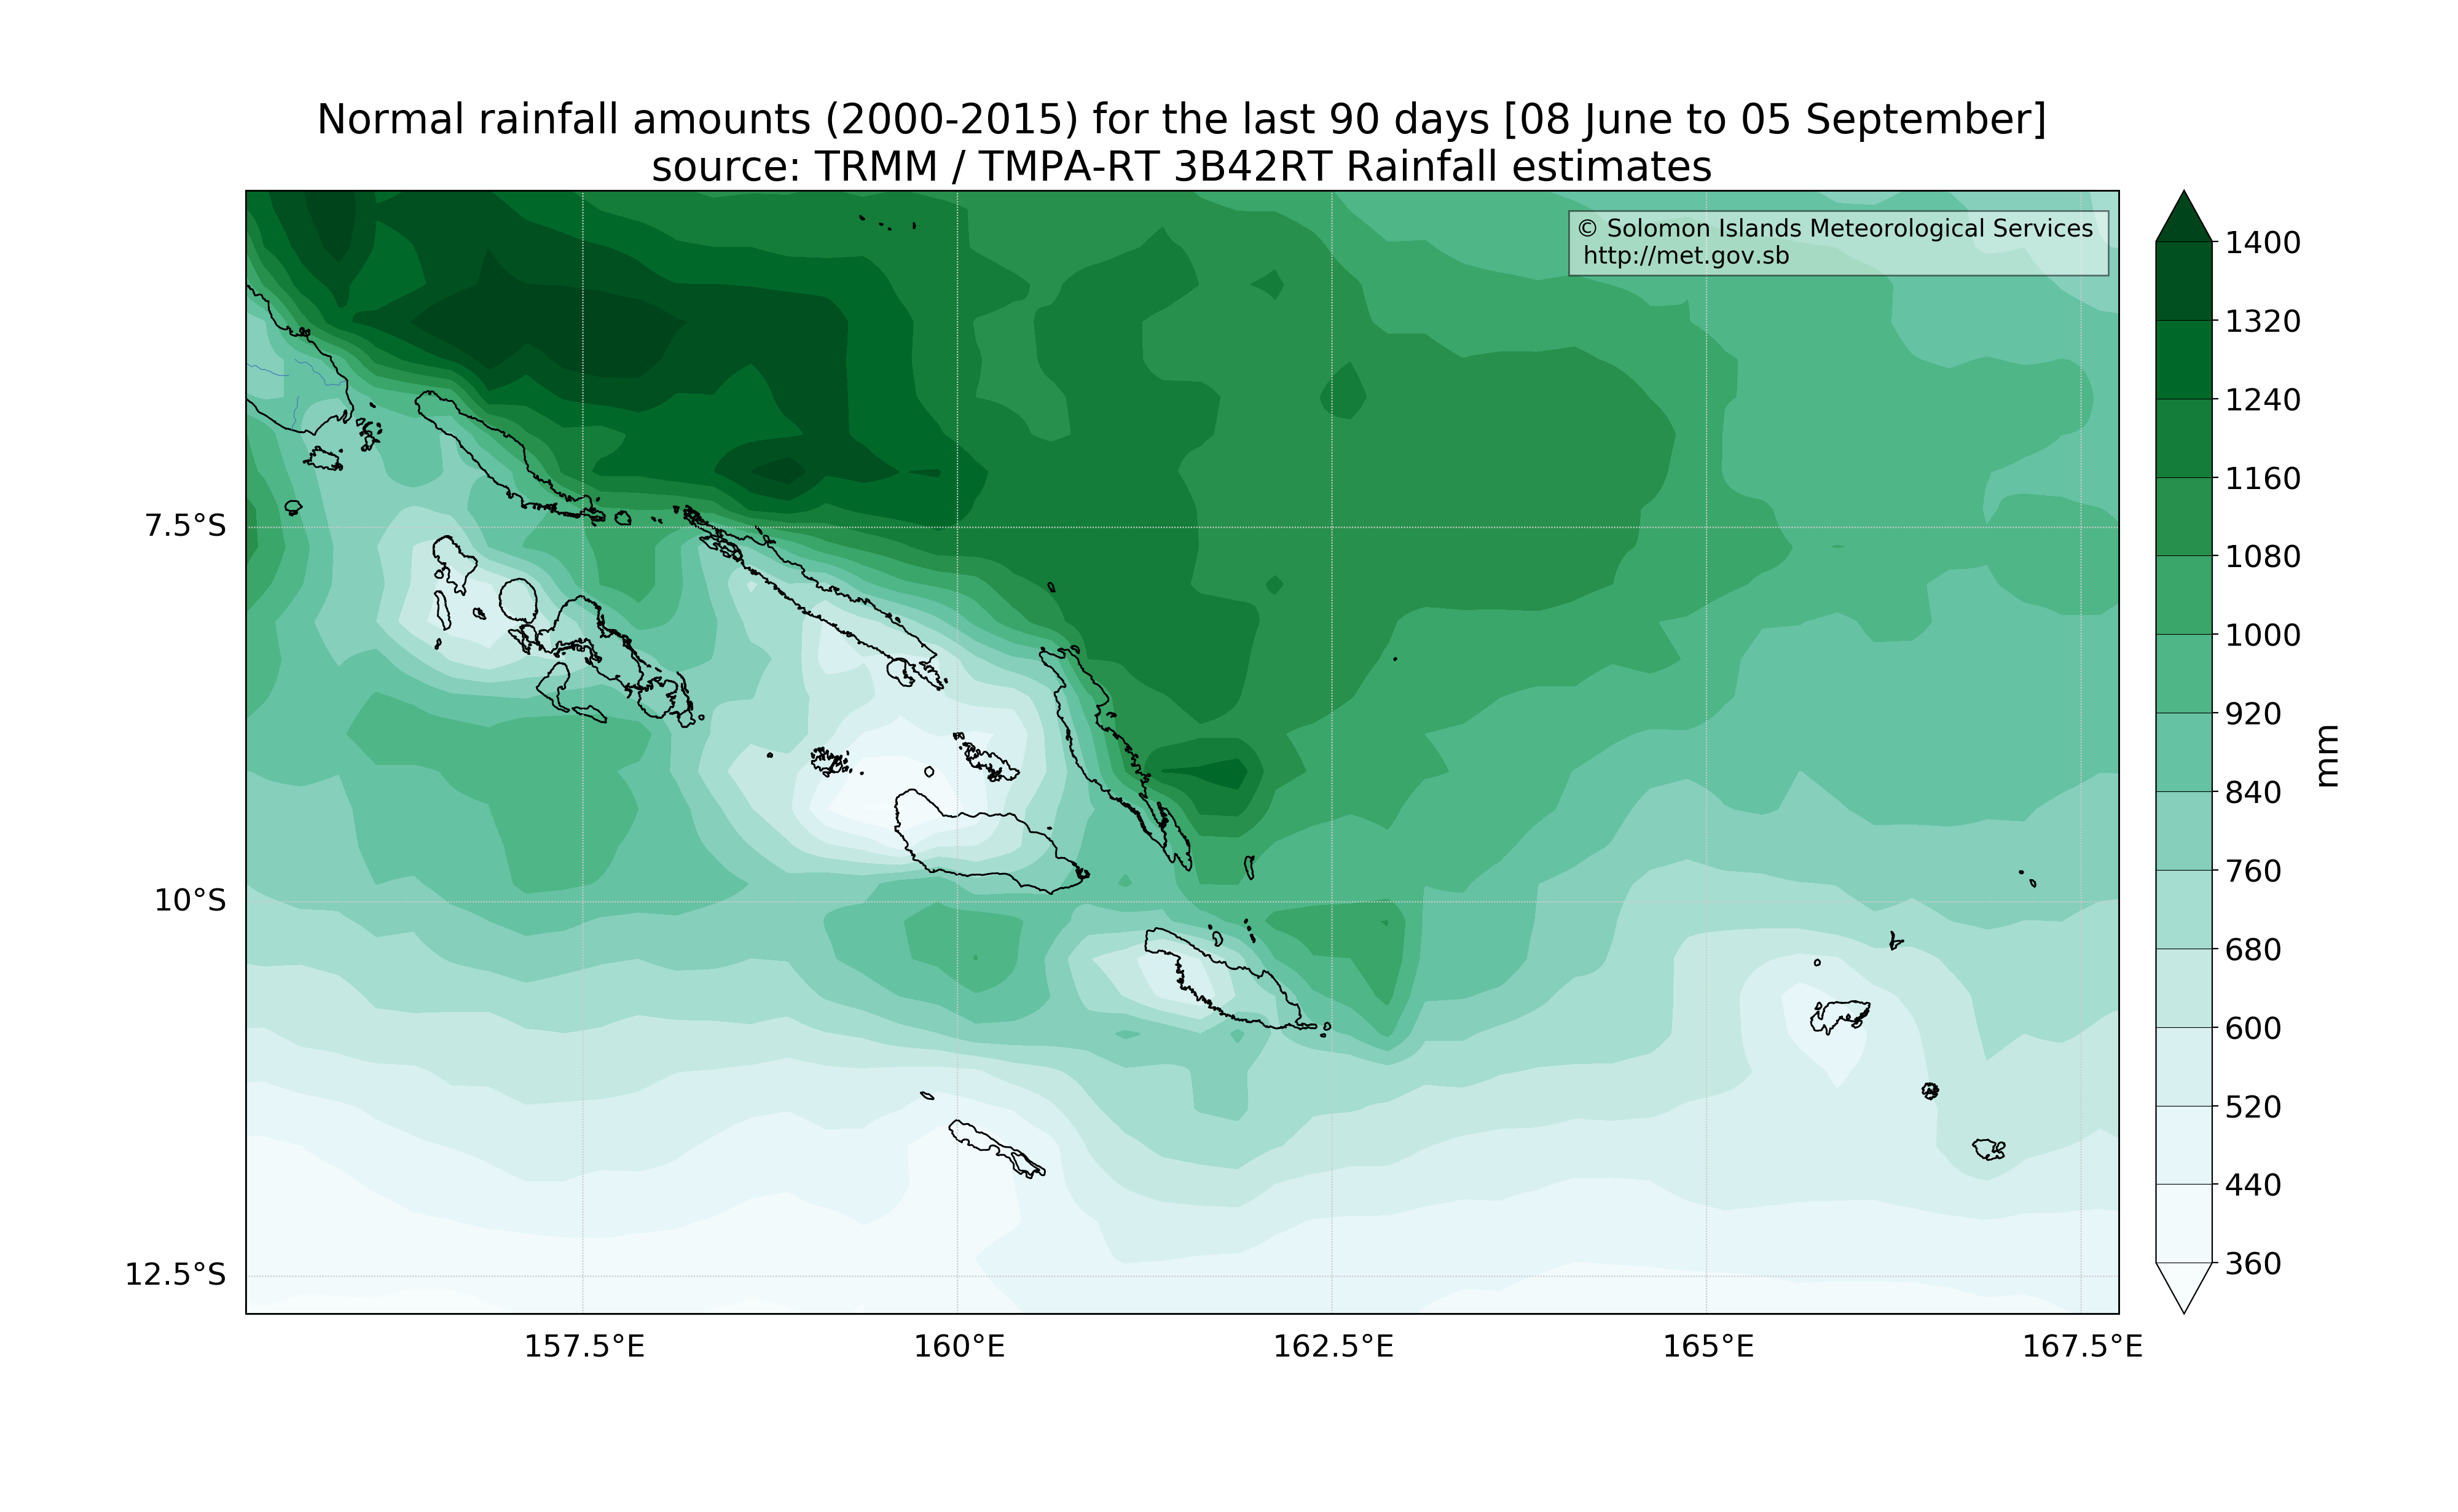 Normal rainfall amounts (2000-2015) for the last 90 days [08 June to 05 September]
source: TRMM / TMPA-RT 3B42RT Rainfall estimates
© Solomon Islands Meteorological Services
http://met.gov.sb
7.5°S
10°S
12.5°S
157.5°E
160°E
162.5°E
165°E
167.5°E
1400
1320
1240
1160
1080
1000
920
840
760
680
600
520
440
360
mm